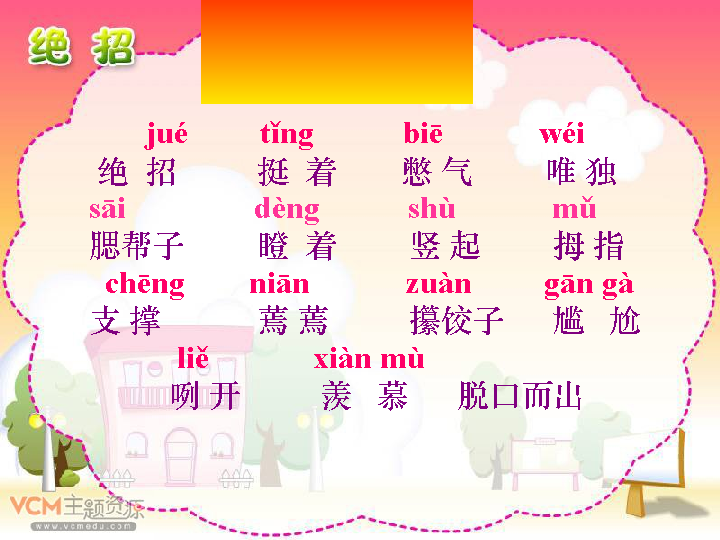 绝 招
jué tǐng biē wéi
绝 招 挺 着 憋 气 唯 独
sāi dèng shù mǔ
腮帮子 瞪 着 竖 起 拇 指
chēng niān zuàn gān gà
支 撑 蔫 蔫 攥饺子 尴 尬
liě xiàn mù
咧 开 羡 慕 脱口而出
VCM主题资源
www.vcmedu.com